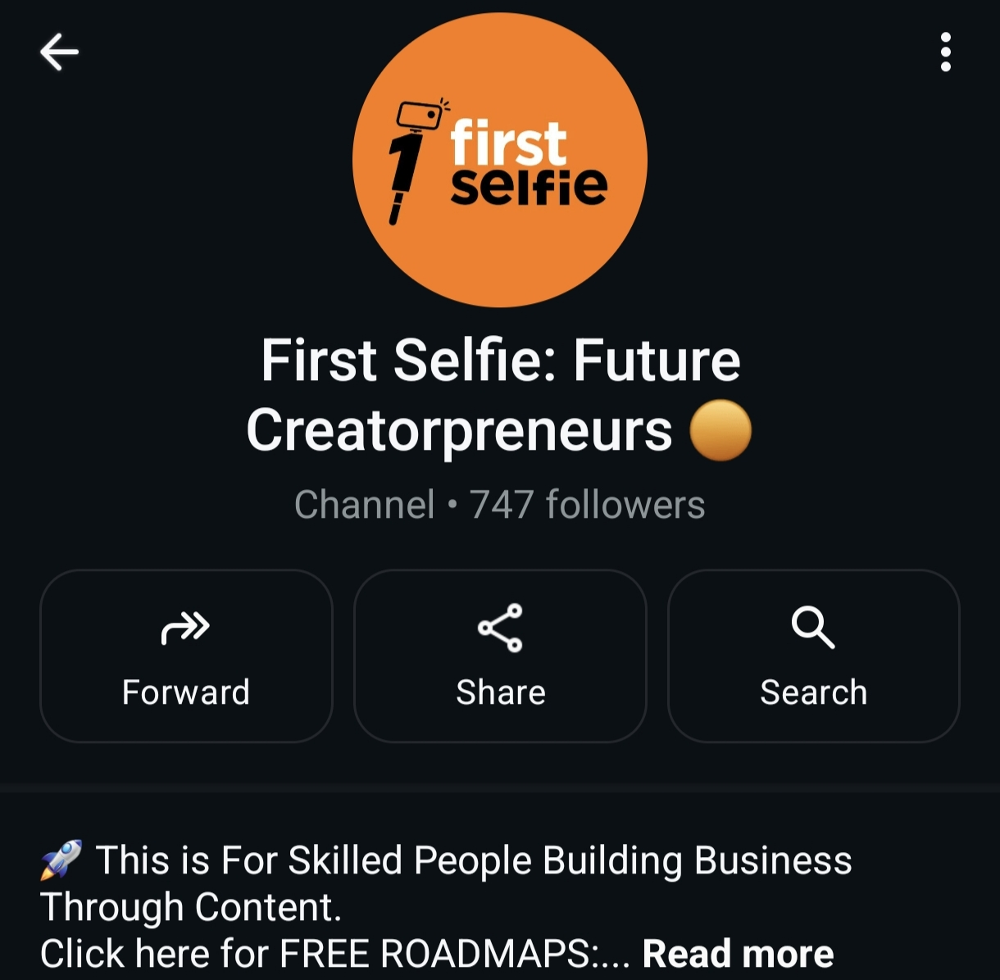 first
selfie
First Selfie: Future
Creatorpreneurs 🟠
Channel • 747 followers
Forward
Share
Search
🚀 This is For Skilled People Building Business
Through Content.
Click here for FREE ROADMAPS:... Read more